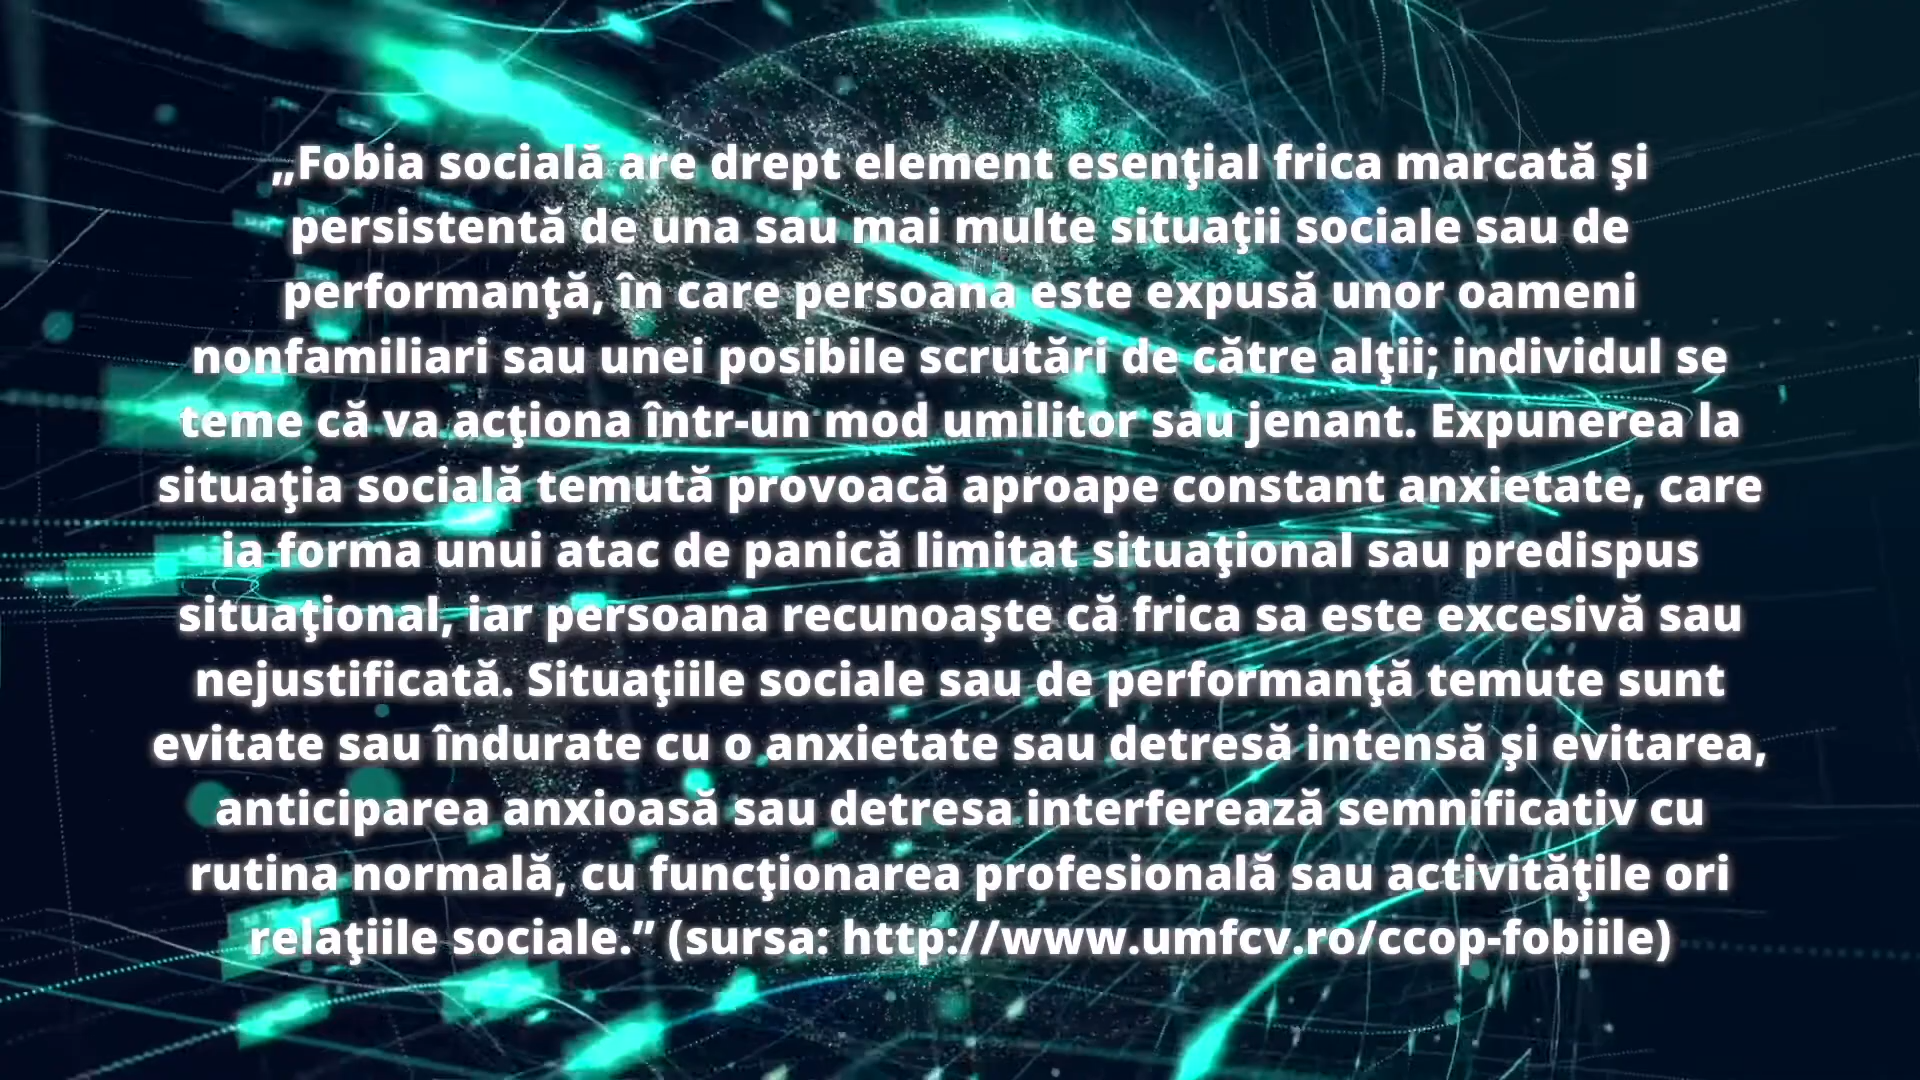 „Fobia socială are drept element esenţial frica marcată şi
persistentă de una sau mai multe situaţii sociale sau de
performanţă, în care persoana este expusă unor oameni
nonfamiliari sau unei posibile scrutări de către alţii; individul se
teme că va acţiona într-un mod umilitor sau jenant. Expunerea la
situaţia socială temută provoacă aproape constant anxietate, care
ia forma unui atac de panică limitat situaţional sau predispus
situaţional, iar persoana recunoaşte că frica sa este excesivă sau
nejustificată. Situaţiile sociale sau de performanţă temute sunt
evitate sau îndurate cu o anxietate sau detresă intensă şi evitarea,
anticiparea anxioasă sau detresa interferează semnificativ cu
rutina normală, cu funcţionarea profesională sau activităţile ori
relaţiile sociale.” (sursa: http://www.umfcv.ro/ccop-fobiile)